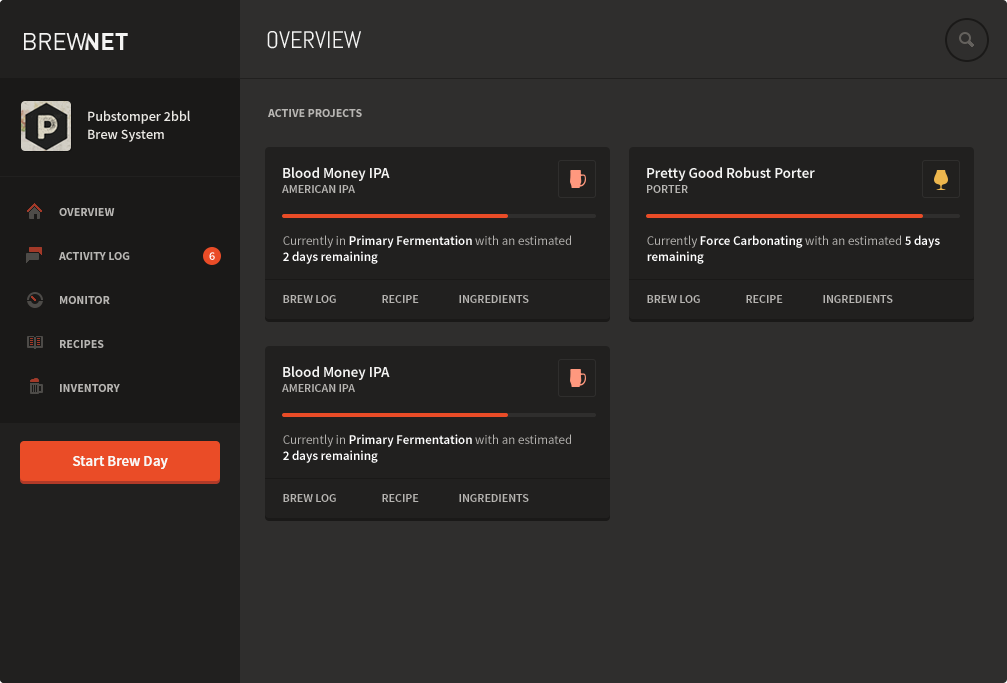 BREWNET
OVERVIEW
P
Pubstomper 2bbl
Brew System
OVERVIEW
ACTIVITY LOG
6
MONITOR
RECIPES
INVENTORY
Start Brew Day
ACTIVE PROJECTS
Blood Money IPA
AMERICAN IPA
Currently in Primary Fermentation with an estimated
2 days remaining
BREW LOG RECIPE INGREDIENTS
Pretty Good Robust Porter
PORTER
Currently Force Carbonating with an estimated 5 days
remaining
BREW LOG RECIPE INGREDIENTS
Blood Money IPA
AMERICAN IPA
Currently in Primary Fermentation with an estimated
2 days remaining
BREW LOG RECIPE INGREDIENTS